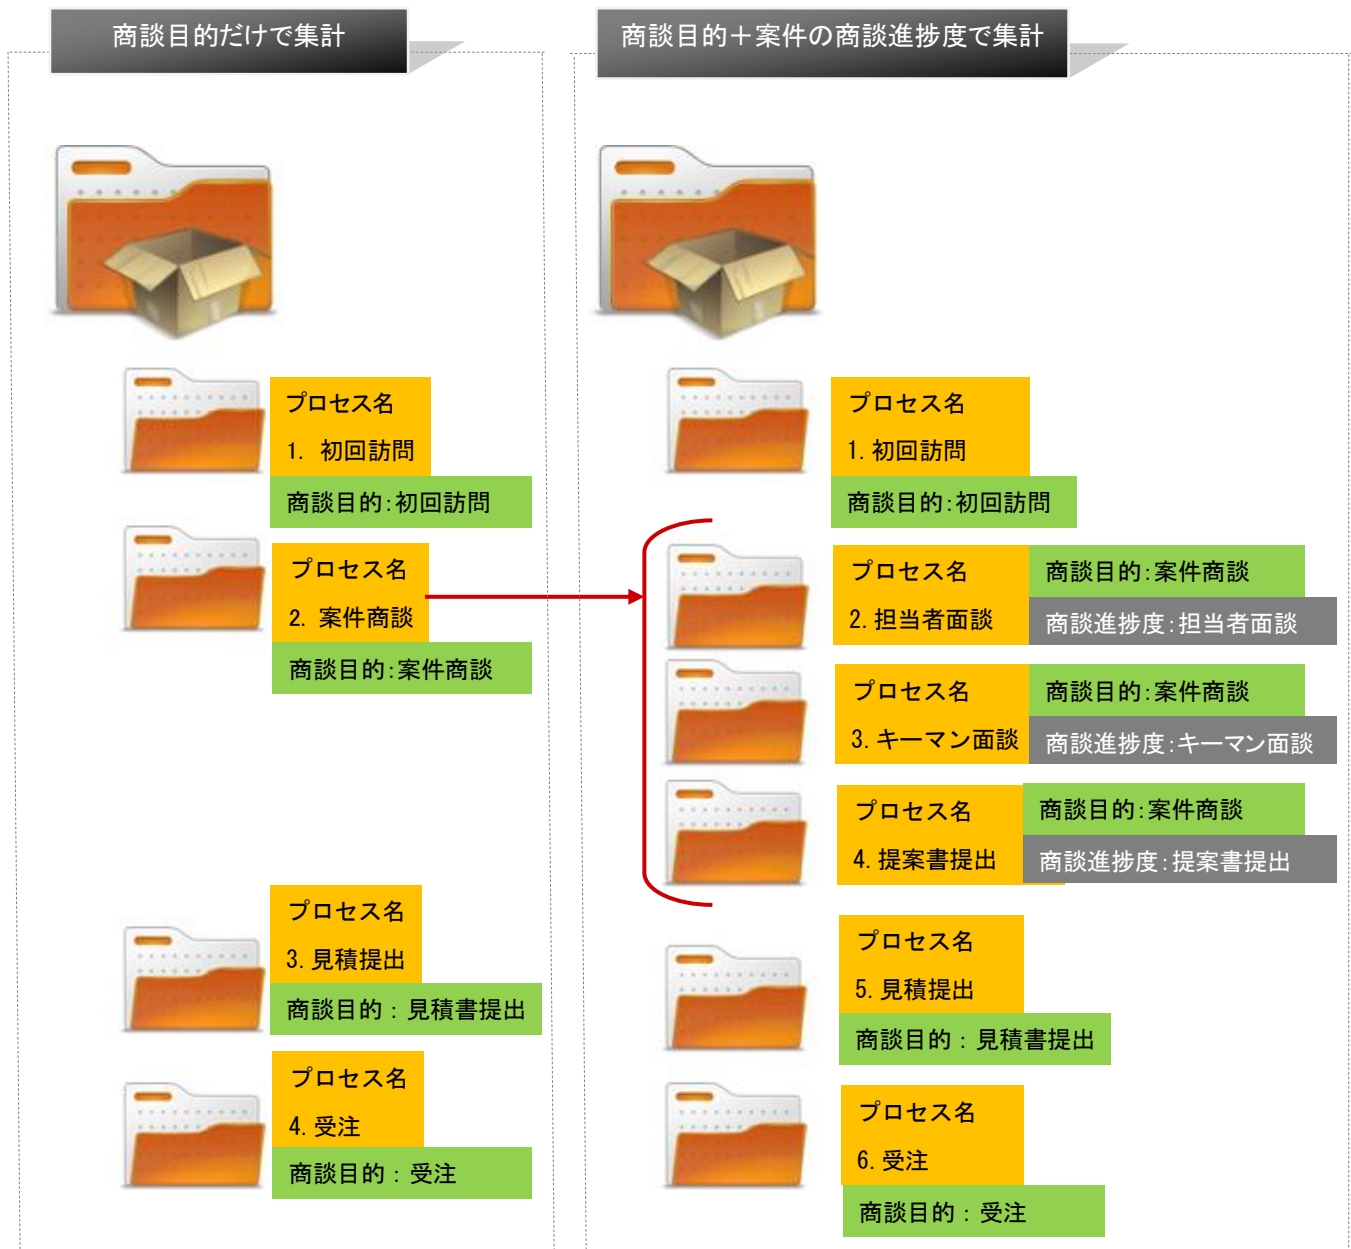 商談目的だけで集計
プロセス名
1. 初回訪問
商談目的:初回訪問
プロセス名
2. 案件商談
商談目的:案件商談
プロセス名
3. 見積提出
商談目的：見積書提出
プロセス名
4. 受注
商談目的：受注
商談目的＋案件の商談進捗度で集計
プロセス名
1. 初回訪問
商談目的:初回訪問
プロセス名
2. 担当者面談
商談目的:案件商談
商談進捗度:担当者面談
プロセス名
3. キーマン面談
商談目的:案件商談
商談進捗度:キーマン面談
プロセス名
4. 提案書提出
商談目的:案件商談
商談進捗度:提案書提出
プロセス名
5. 見積提出
商談目的：見積書提出
プロセス名
6. 受注
商談目的：受注